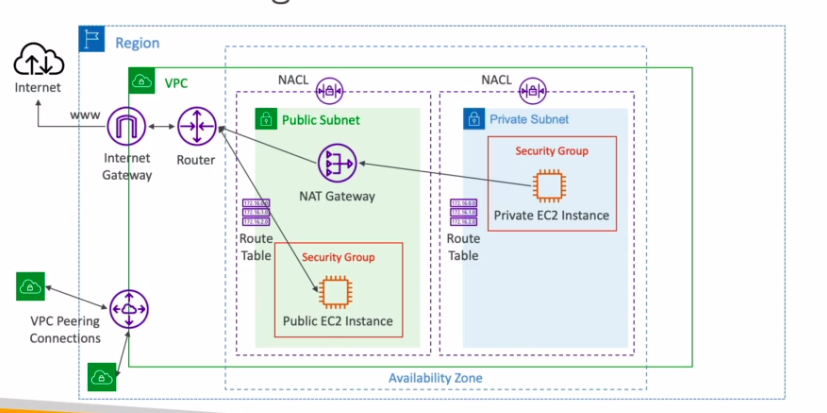 Region
Internet
VPC
NACL
NACL
www
Public Subnet
Private Subnet
Internet
Gateway
Router
Security Group
NAT Gateway
Private EC2 Instance
Route
Table
Route
Table
Security Group
Public EC2 Instance
VPC Peering
Connections
Availability Zone